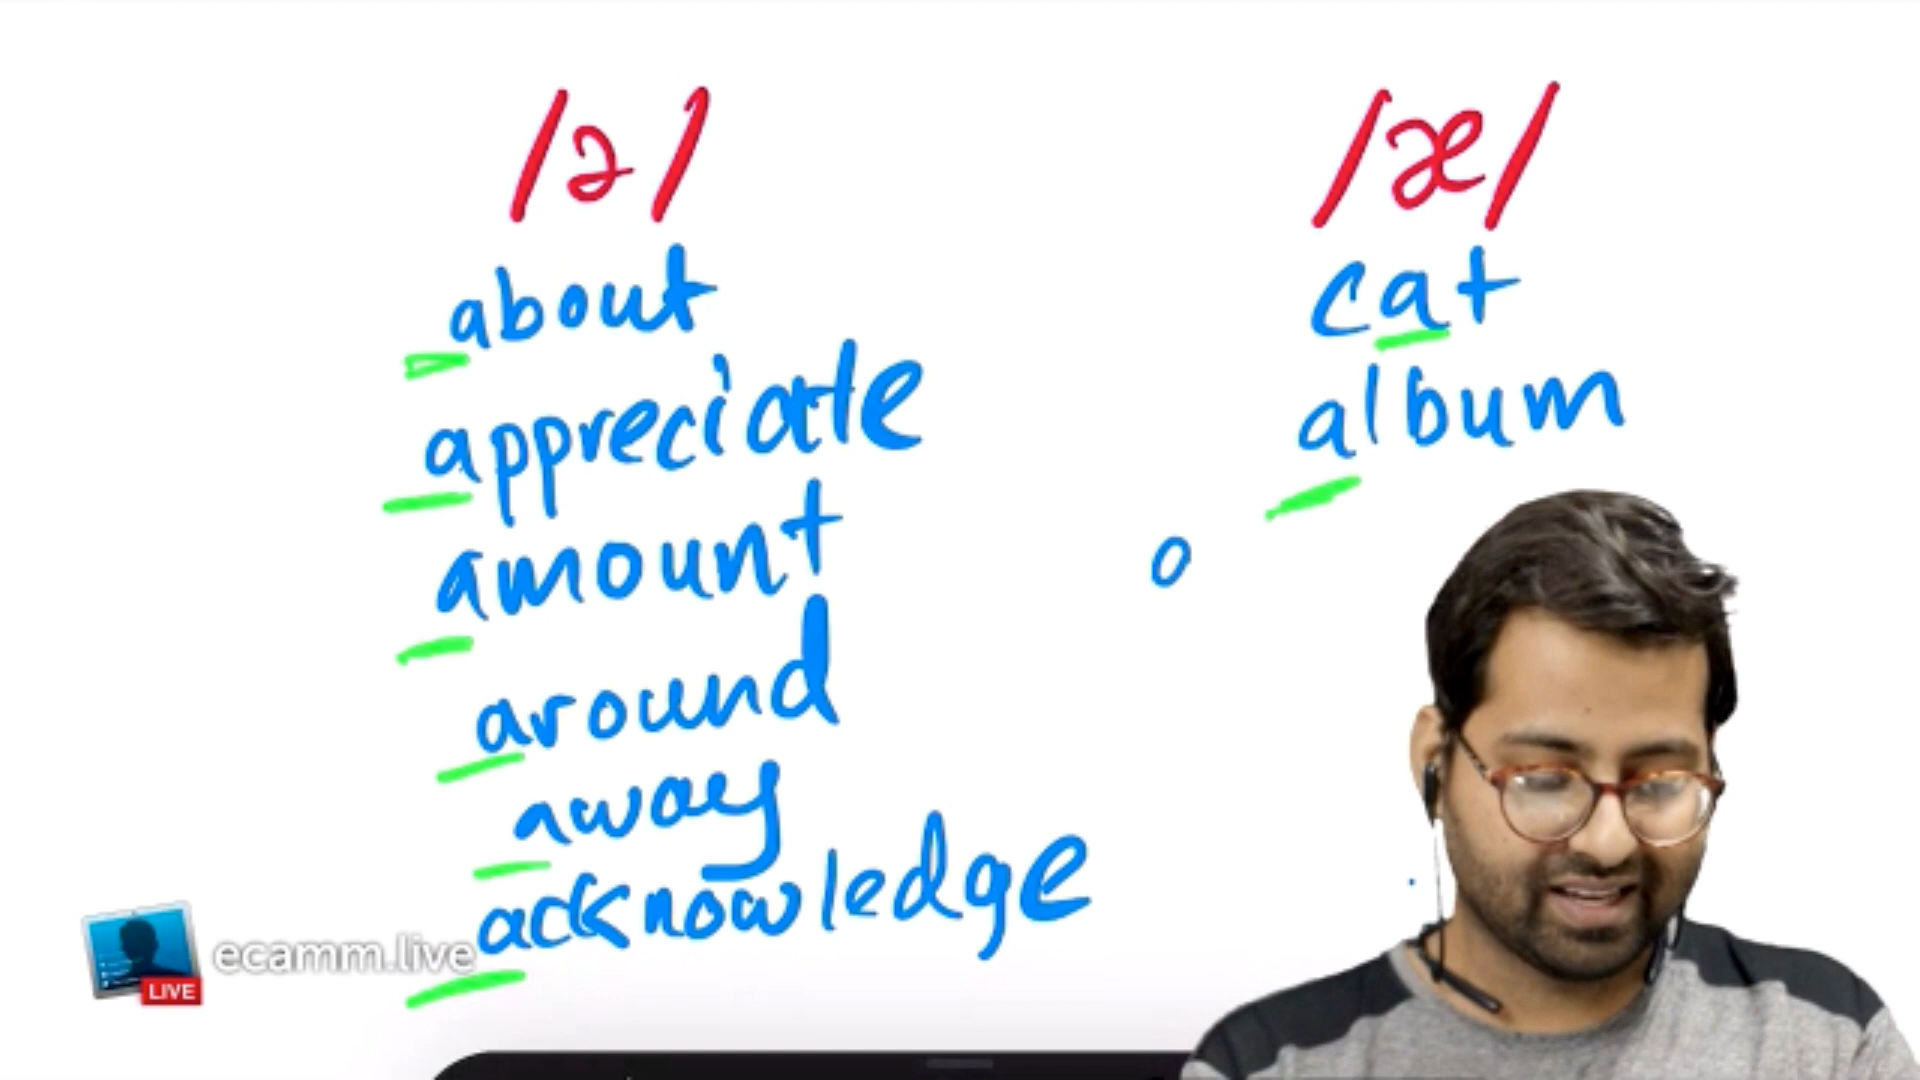 /ə/
about
appreciate
amount
around
away
acknowledge
/æ/
cat
album
o
ecamm.live
LIVE